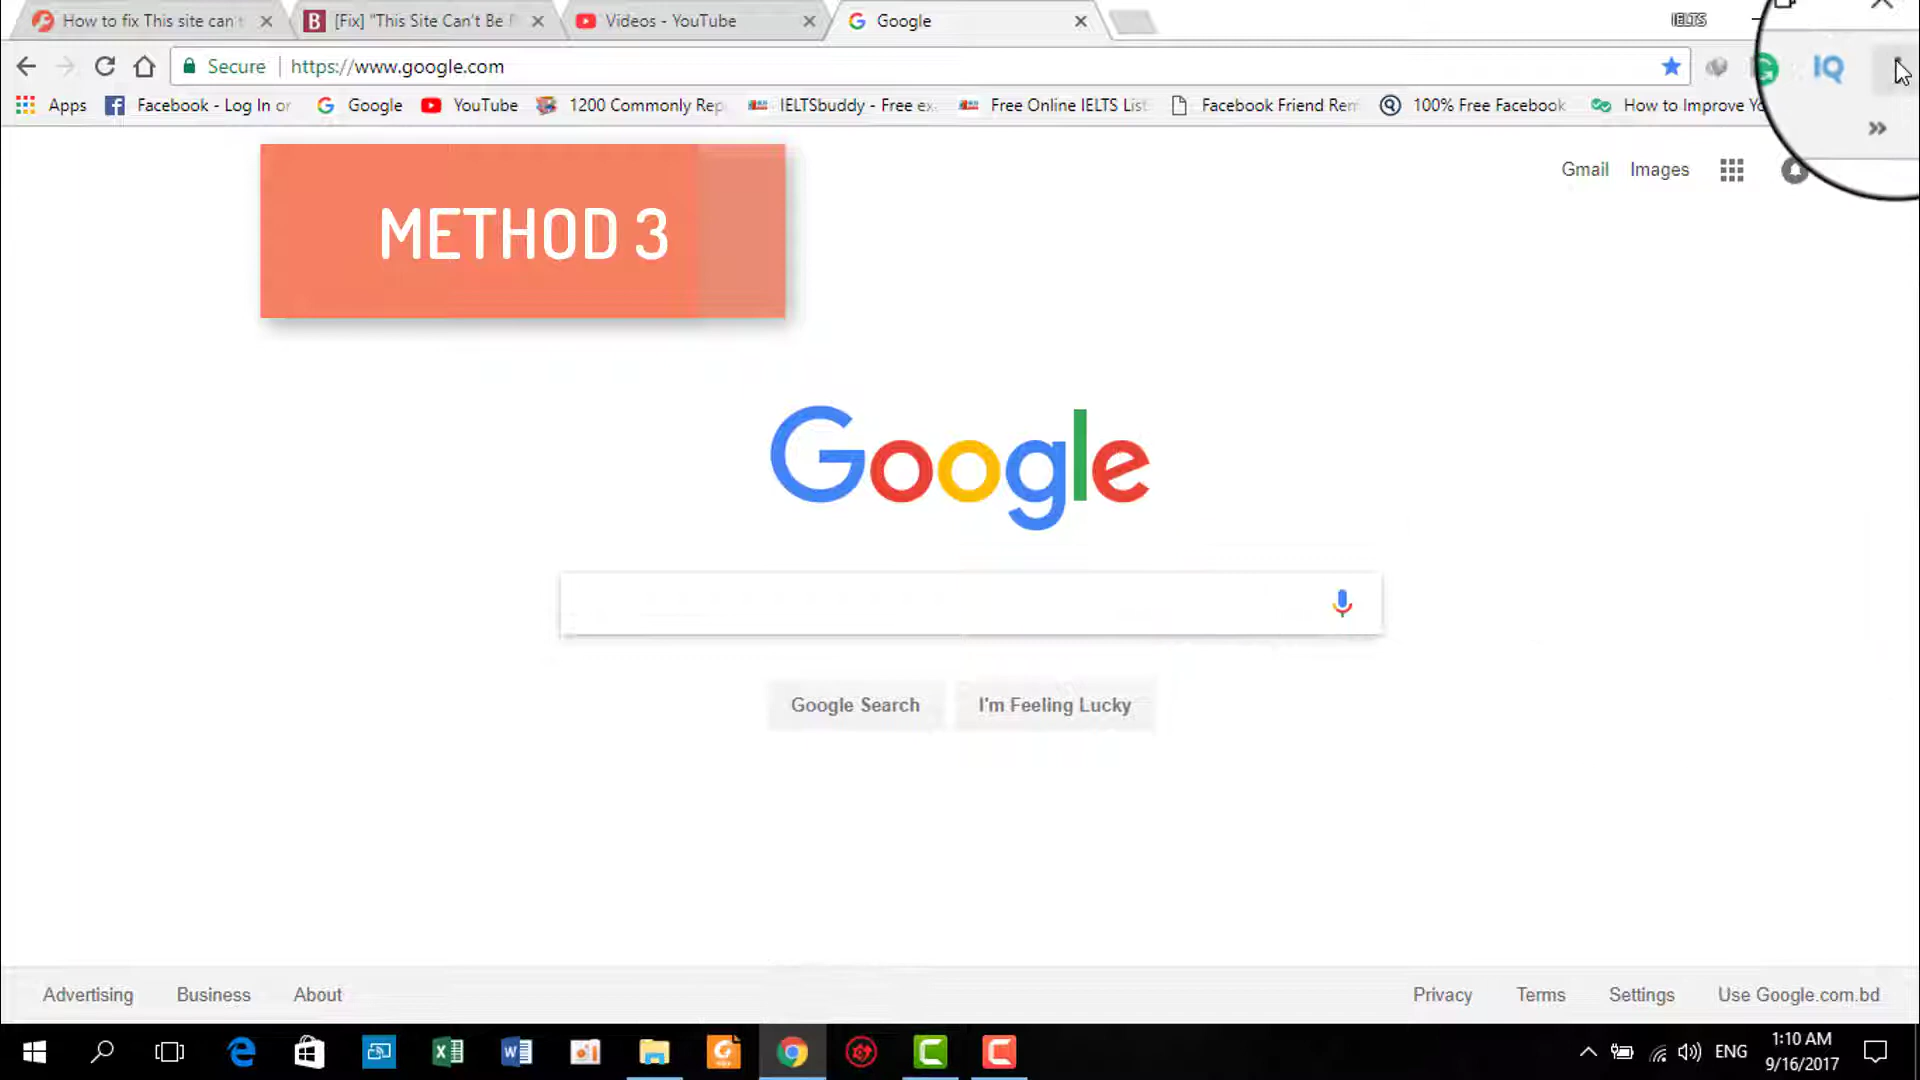 How to fix This site can
[Fix] "This Site Can't Be
Videos - YouTube
Google
IELTS
Secure
https://www.google.com
IQ
Apps
Facebook - Log In or
Google
YouTube
1200 Commonly Rep
IELTSbuddy - Free ex
Free Online IELTS List
Facebook Friend Rem
100% Free Facebook
How to Improve Yo
»
METHOD 3
Gmail
Images
Google
Google Search
I'm Feeling Lucky
Advertising
Business
About
Privacy
Terms
Settings
Use Google.com.bd
ENG
1:10 AM
9/16/2017